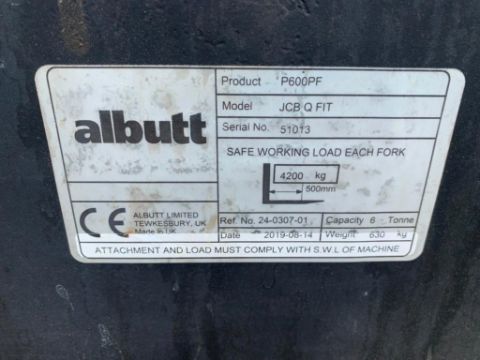 albutt
Product P600PF
Model JCB Q FIT
Serial No. 51013
SAFE WORKING LOAD EACH FORK
4200 kg
500mm
CE ALBUTT LIMITED
TEWKESBURY, UK
Made in UK
Ref. No. 24-0307-01 Capacity 6 - Tonne
Date 2019-08-14 Weight 630 kg
ATTACHMENT AND LOAD MUST COMPLY WITH S.W.L OF MACHINE